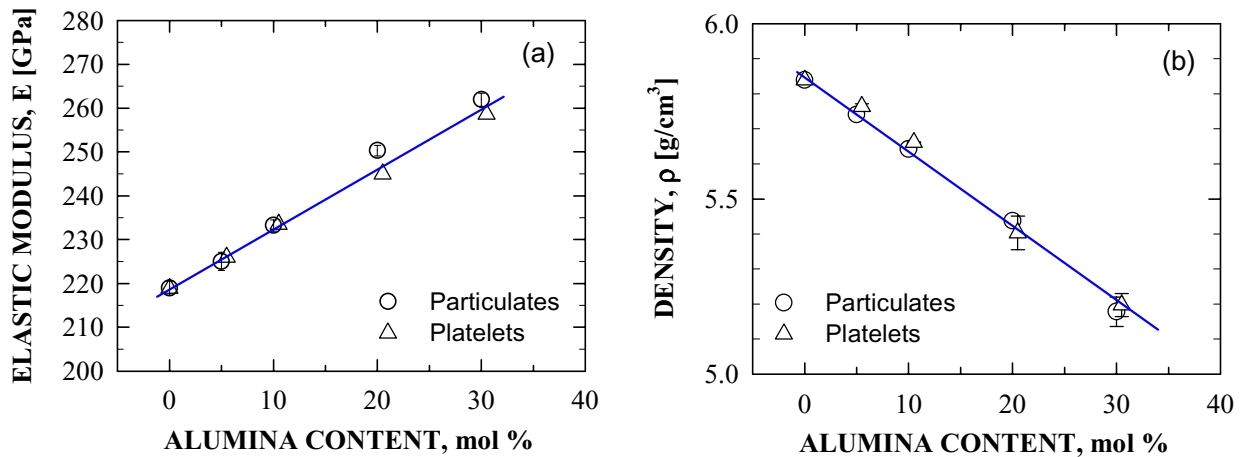 280
270
260
250
240
230
220
210
200
ELASTIC MODULUS, E [GPa]
(a)
Particulates
Platelets
0 10 20 30 40
ALUMINA CONTENT, mol %
6.0
5.5
5.0
DENSITY, ρ [g/cm³]
(b)
Particulates
Platelets
0 10 20 30 40
ALUMINA CONTENT, mol %